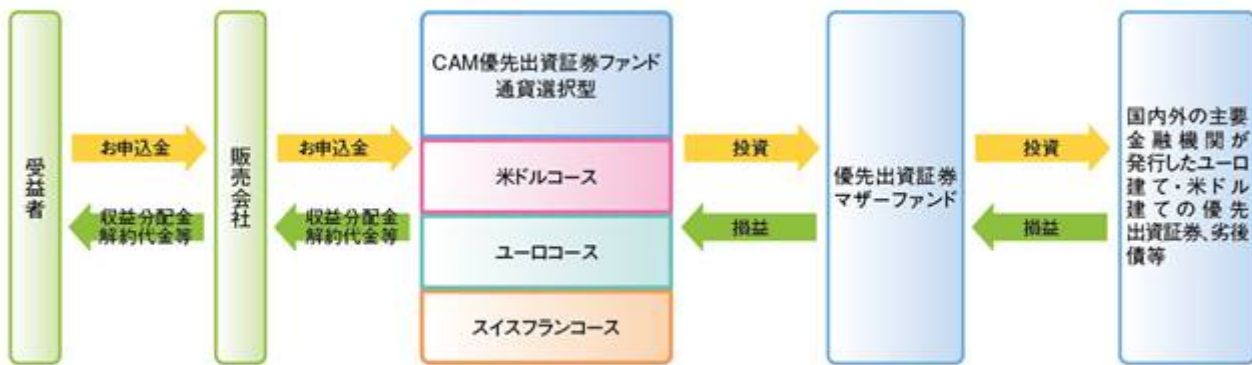 受益者
お申込金
収益分配金
解約代金等
販売会社
お申込金
収益分配金
解約代金等
CAM優先出資証券ファンド
通貨選択型
米ドルコース
ユーロコース
スイスフランコース
投資
損益
優先出資証券
マザーファンド
投資
損益
国内外の主要
金融機関が
発行したユーロ
建て・米ドル
建ての優先
出資証券、劣後
債等